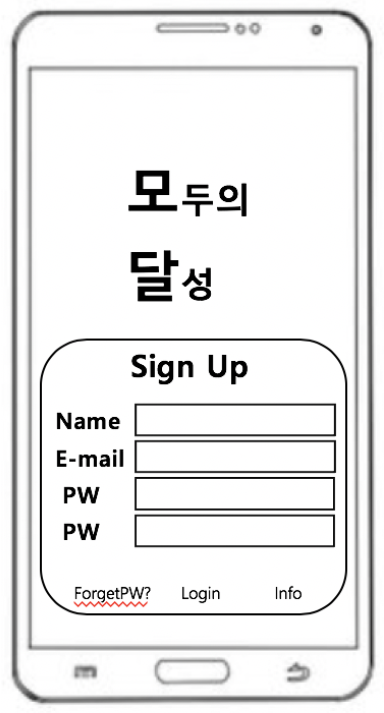 모두의
달성
Sign Up
Name
E-mail
PW
PW
ForgetPW? Login Info